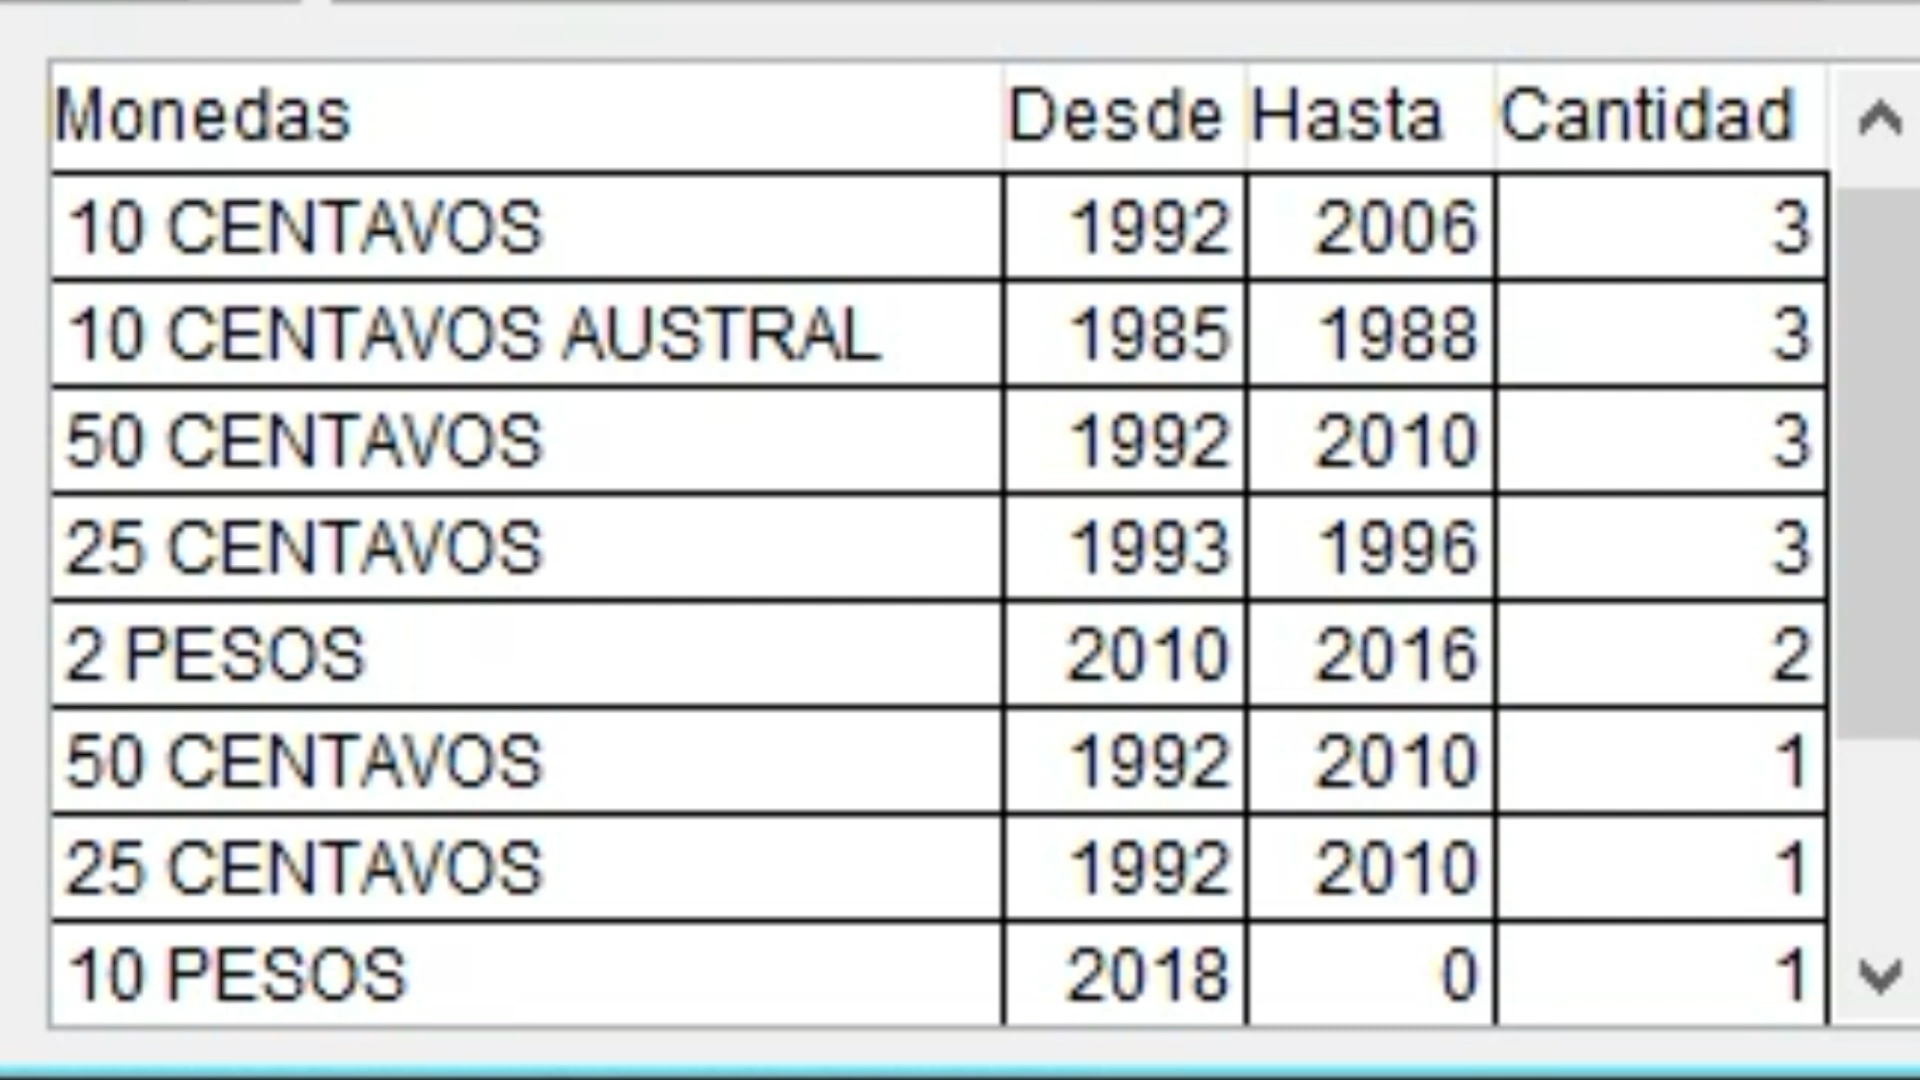 Monedas Desde Hasta Cantidad
10 CENTAVOS 1992 2006 3
10 CENTAVOS AUSTRAL 1985 1988 3
50 CENTAVOS 1992 2010 3
25 CENTAVOS 1993 1996 3
2 PESOS 2010 2016 2
50 CENTAVOS 1992 2010 1
25 CENTAVOS 1992 2010 1
10 PESOS 2018 0 1